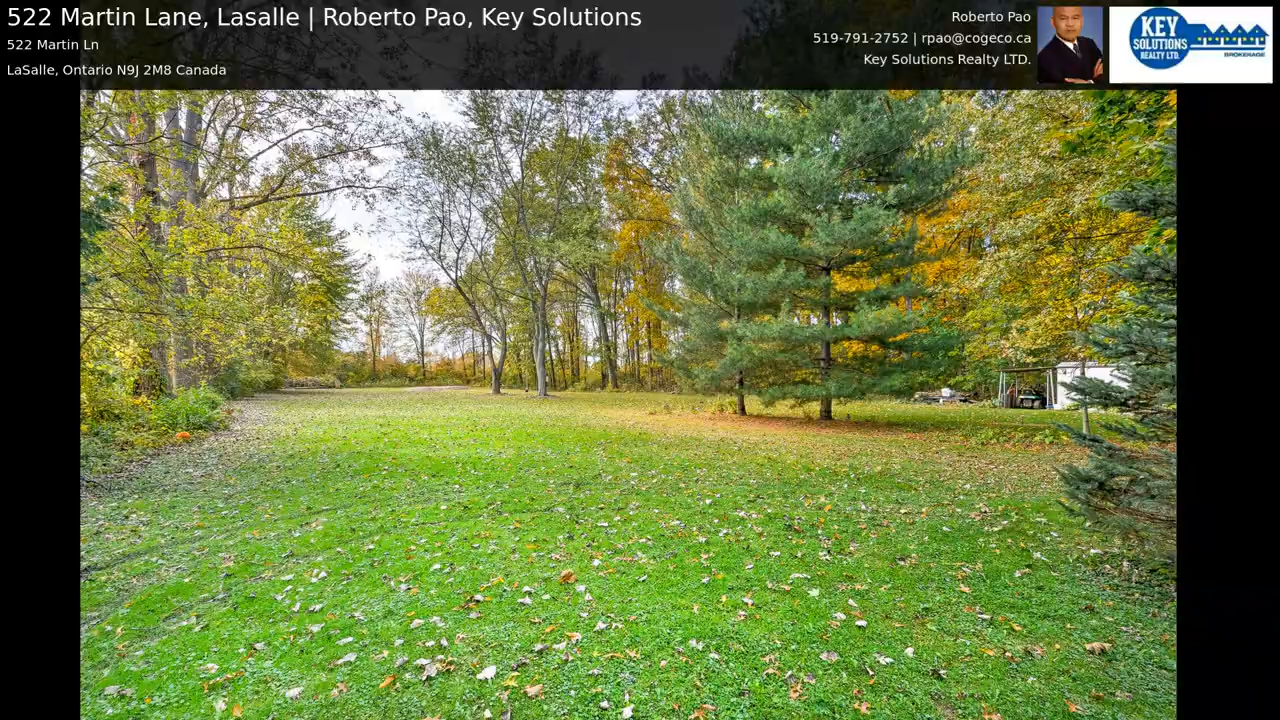 522 Martin Lane, Lasalle | Roberto Pao, Key Solutions
522 Martin Ln
LaSalle, Ontario N9J 2M8 Canada
Roberto Pao
519-791-2752 | rpao@cogeco.ca
Key Solutions Realty LTD.
KEY
SOLUTIONS
REALTY LTD.
BROKERAGE